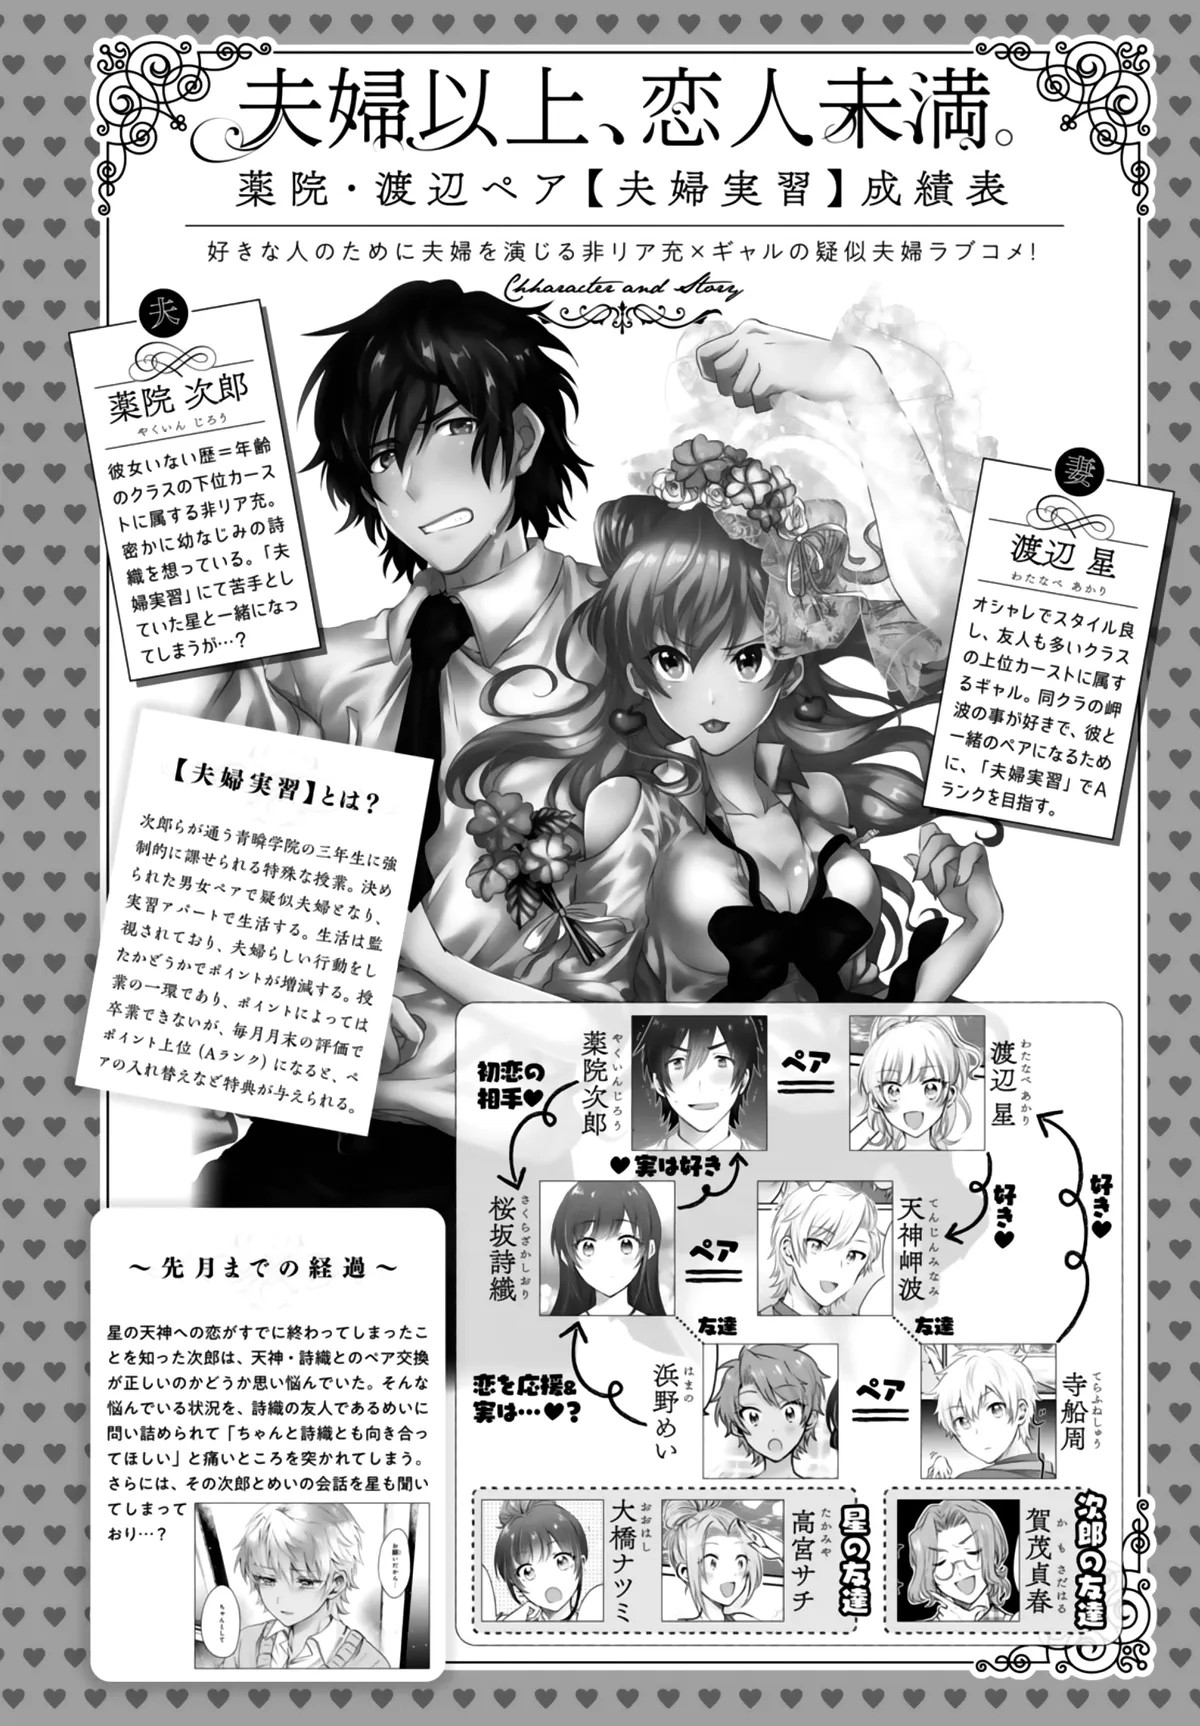 夫婦以上、恋人未満。
薬院・渡辺ペア【夫婦実習】成績表
好きな人のために夫婦を演じる非リア充×ギャルの疑似夫婦ラブコメ!
Chharacter and Story
夫
薬院 次郎
やくいん じろう
彼女いない歴＝年齢
のクラスの下位カース
トに属する非リア充。
密かに幼なじみの詩
織を想っている。「夫
婦実習」にて苦手とし
ていた星と一緒になっ
てしまうが…?
妻
渡辺 星
わたなべ あかり
オシャレでスタイル良
し、友人も多いクラス
の上位カーストに属す
るギャル。同クラの岬
波の事が好きで、彼と
一緒のペアになるため
に、「夫婦実習」でA
ランクを目指す。
【夫婦実習】とは?
次郎らが通う青瞬学院の三年生に強
制的に課せられる特殊な授業。決め
られた男女ペアで疑似夫婦となり、
実習アパートで生活する。生活は監
視されており、夫婦らしい行動をし
たかどうかでポイントが増減する。授
業の一環であり、ポイントによっては
卒業できないが、毎月月末の評価で
ポイント上位(Aランク)になると、ペ
アの入れ替えなど特典が与えられる。
～先月までの経過～
星の天神への恋がすでに終わってしまったこ
とを知った次郎は、天神・詩織とのペア交換
が正しいのかどうか思い悩んでいた。そんな
悩んでいる状況を、詩織の友人であるめいに
問い詰められて「ちゃんと詩織とも向き合っ
てほしい」と痛いところを突かれてしまう。
さらには、その次郎とめいの会話を星も聞い
てしまって
おり…?
お願いだから…
ちゃんとして
薬院次郎
やくいんじろう
ペア
渡辺 星
わたなべ あかり
初恋の
相手♥
♥実は好き
好き♥
好き♥
桜坂詩織
さくらざかしおり
ペア
天神岬波
てんじんみなみ
友達
友達
恋を応援&
実は…♥?
浜野めい
はまの
ペア
寺船周
てらふねしゅう
大橋ナツミ
おおはし
高宮サチ
たかみや
星の友達
賀茂貞春
かもさだはる
次郎の友達